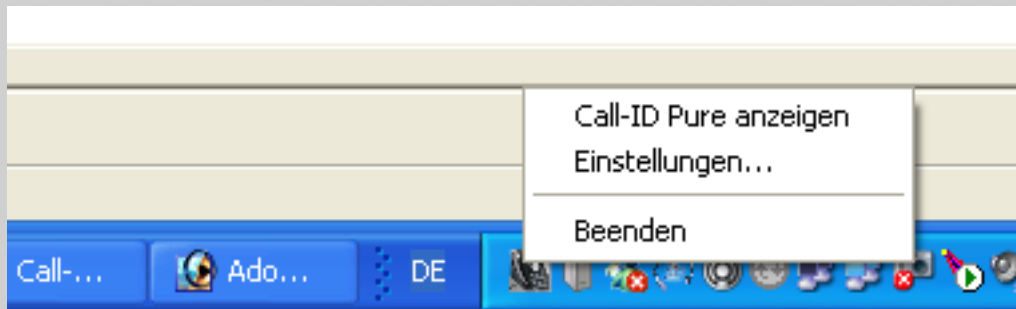 Call-ID Pure anzeigen
Einstellungen...
Beenden
Call-... Ado... DE